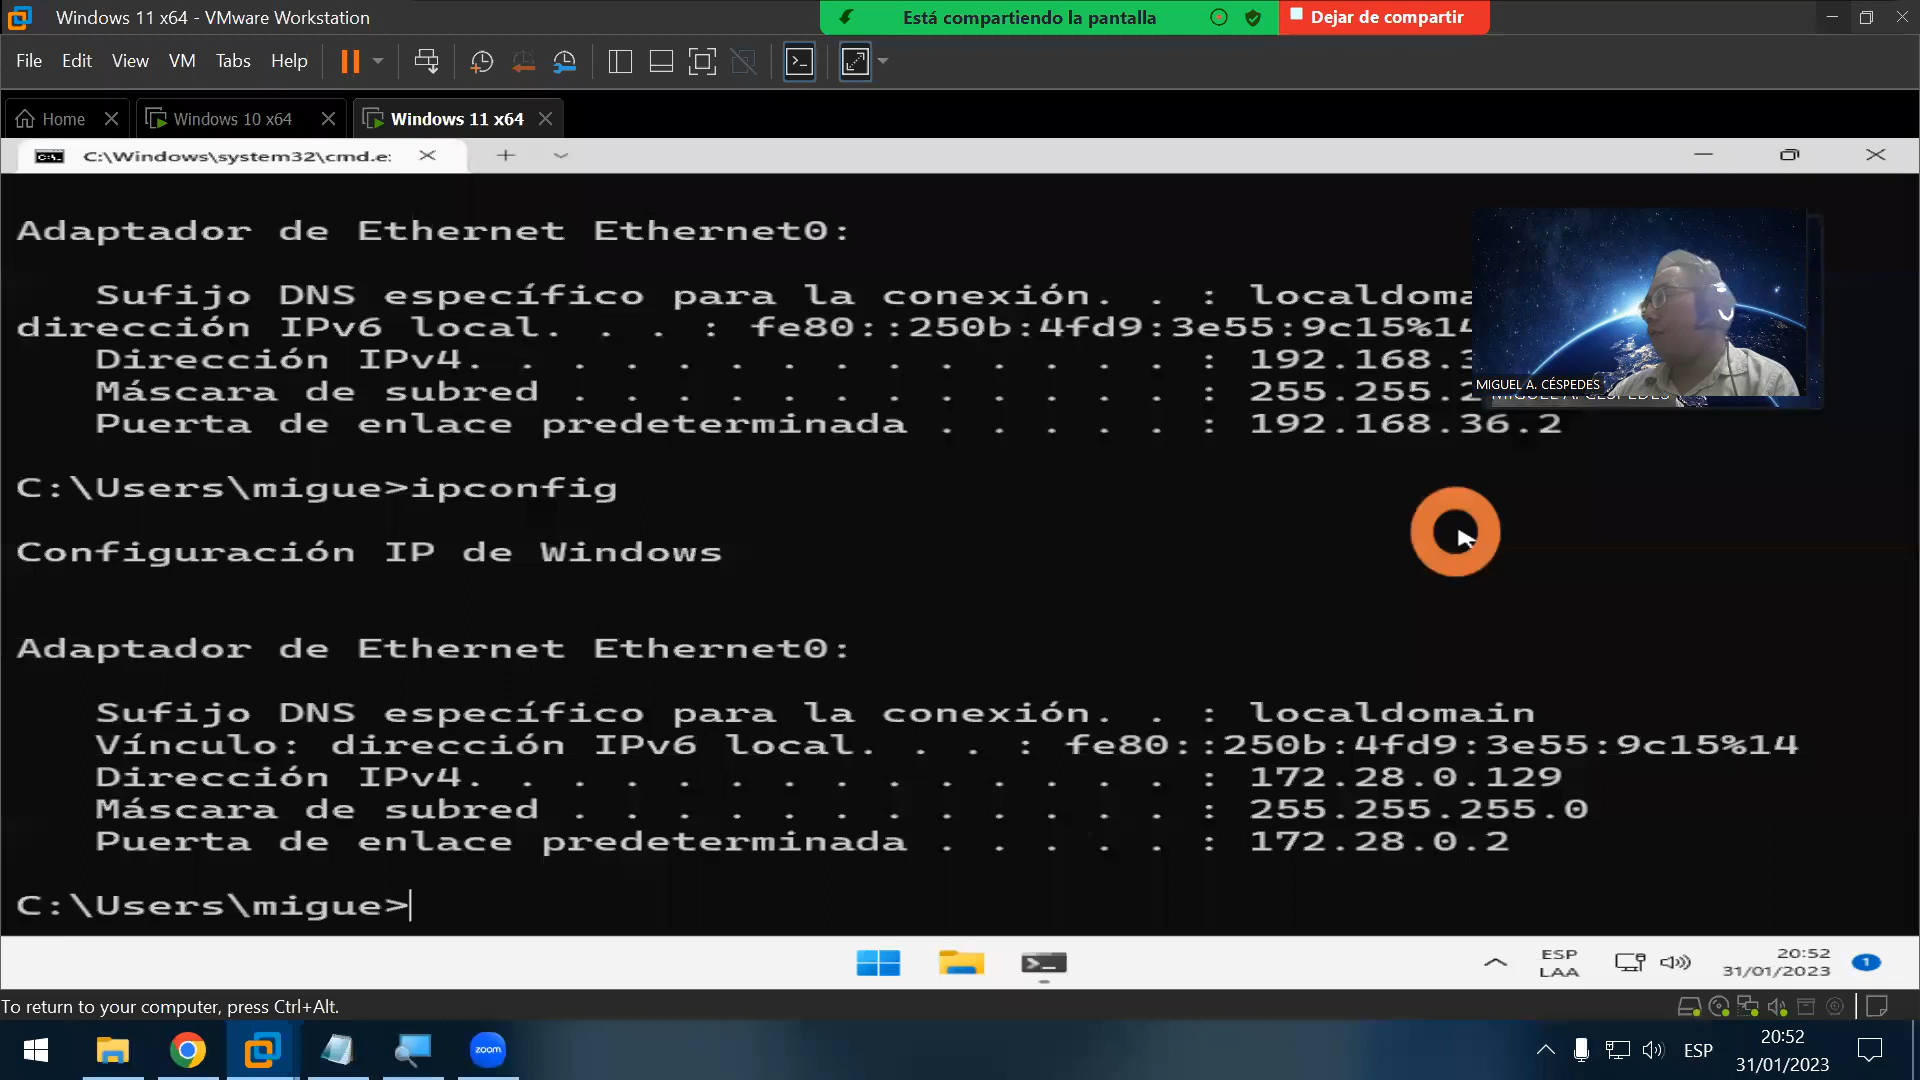 Windows 11 x64 - VMware Workstation
Está compartiendo la pantalla
Dejar de compartir
File Edit View VM Tabs Help
Home
Windows 10 x64
Windows 11 x64
C:\Windows\system32\cmd.e:
Adaptador de Ethernet Ethernet0:
Sufijo DNS específico para la conexión. . : localdoma
dirección IPv6 local. . . : fe80::250b:4fd9:3e55:9c15%14
Dirección IPv4. . . . . . . . . . . . . . : 192.168.3
Máscara de subred . . . . . . . . . . . . : 255.255.2
Puerta de enlace predeterminada . . . . . : 192.168.36.2
MIGUEL A. CÉSPEDES
MIGUEL A. CÉSPEDES
C:\Users\migue>ipconfig
Configuración IP de Windows
Adaptador de Ethernet Ethernet0:
Sufijo DNS específico para la conexión. . : localdomain
Vínculo: dirección IPv6 local. . . : fe80::250b:4fd9:3e55:9c15%14
Dirección IPv4. . . . . . . . . . . . . . : 172.28.0.129
Máscara de subred . . . . . . . . . . . . : 255.255.255.0
Puerta de enlace predeterminada . . . . . : 172.28.0.2
C:\Users\migue>
ESP
LAA
20:52
31/01/2023
1
To return to your computer, press Ctrl+Alt.
zoom
ESP
20:52
31/01/2023